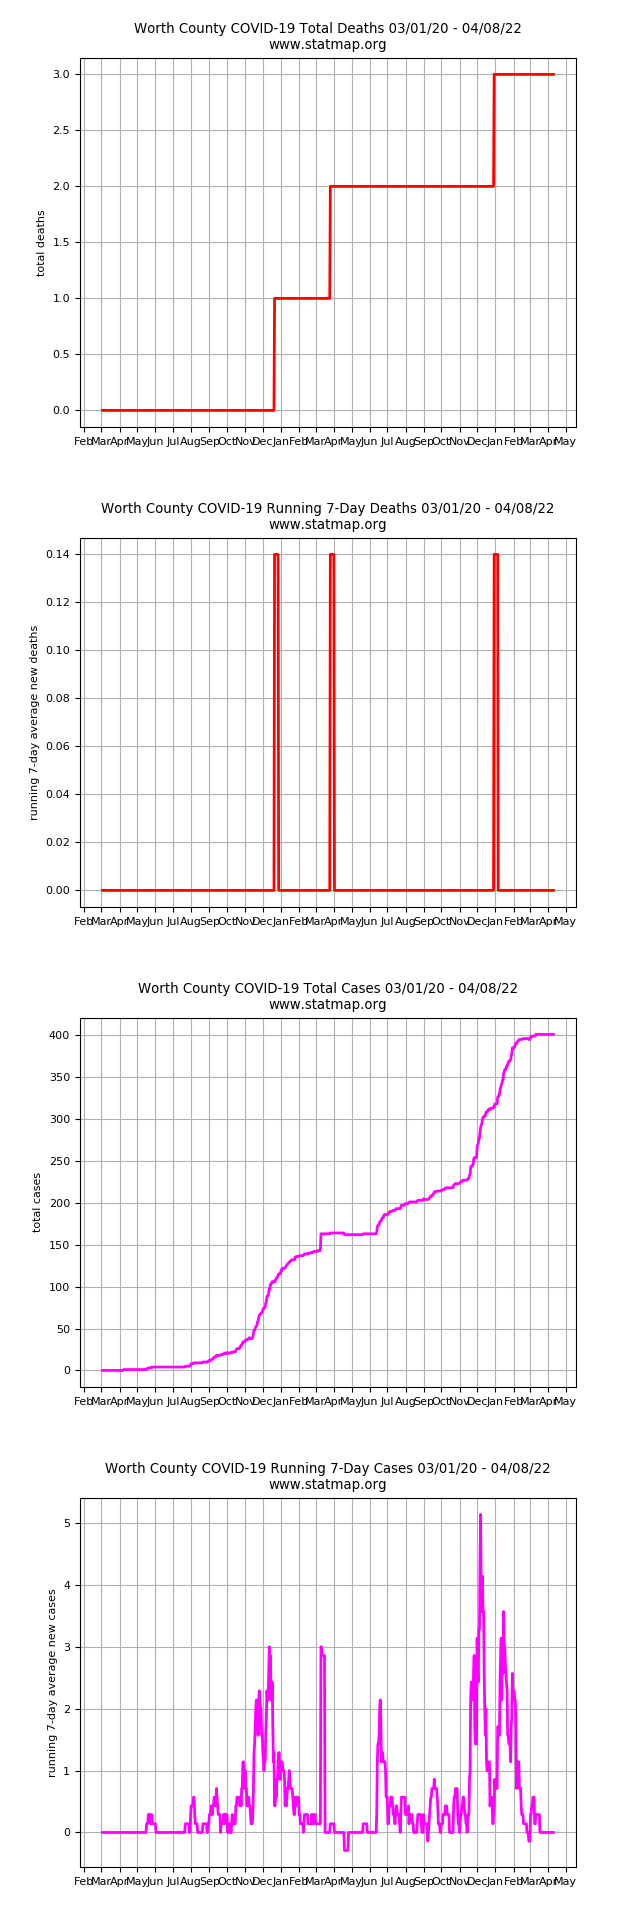 Worth County COVID-19 Total Deaths 03/01/20 - 04/08/22
www.statmap.org
3.0
2.5
2.0
1.5
1.0
0.5
0.0
total deaths
Feb Mar Apr May Jun Jul Aug Sep Oct Nov Dec Jan Feb Mar Apr May Jun Jul Aug Sep Oct Nov Dec Jan Feb Mar Apr May
Worth County COVID-19 Running 7-Day Deaths 03/01/20 - 04/08/22
www.statmap.org
0.14
0.12
0.10
0.08
0.06
0.04
0.02
0.00
running 7-day average new deaths
Feb Mar Apr May Jun Jul Aug Sep Oct Nov Dec Jan Feb Mar Apr May Jun Jul Aug Sep Oct Nov Dec Jan Feb Mar Apr May
Worth County COVID-19 Total Cases 03/01/20 - 04/08/22
www.statmap.org
400
350
300
250
200
150
100
50
0
total cases
Feb Mar Apr May Jun Jul Aug Sep Oct Nov Dec Jan Feb Mar Apr May Jun Jul Aug Sep Oct Nov Dec Jan Feb Mar Apr May
Worth County COVID-19 Running 7-Day Cases 03/01/20 - 04/08/22
www.statmap.org
5
4
3
2
1
0
running 7-day average new cases
Feb Mar Apr May Jun Jul Aug Sep Oct Nov Dec Jan Feb Mar Apr May Jun Jul Aug Sep Oct Nov Dec Jan Feb Mar Apr May